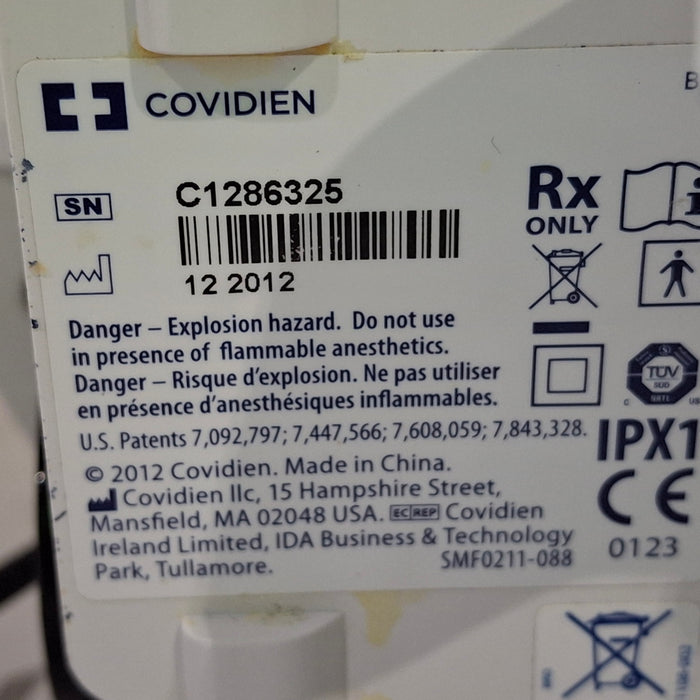 COVIDIEN
B
SN
C1286325
12 2012
Rx
ONLY
i
Danger – Explosion hazard. Do not use
in presence of flammable anesthetics.
Danger – Risque d'explosion. Ne pas utiliser
en présence d'anesthésiques inflammables.
TÜV
SÜD
C US
NRTL
U.S. Patents 7,092,797; 7,447,566; 7,608,059; 7,843,328.
IPX1
© 2012 Covidien. Made in China.
Covidien llc, 15 Hampshire Street,
Mansfield, MA 02048 USA. EC REP Covidien
Ireland Limited, IDA Business & Technology
Park, Tullamore.
SMF0211-088
CE
0123